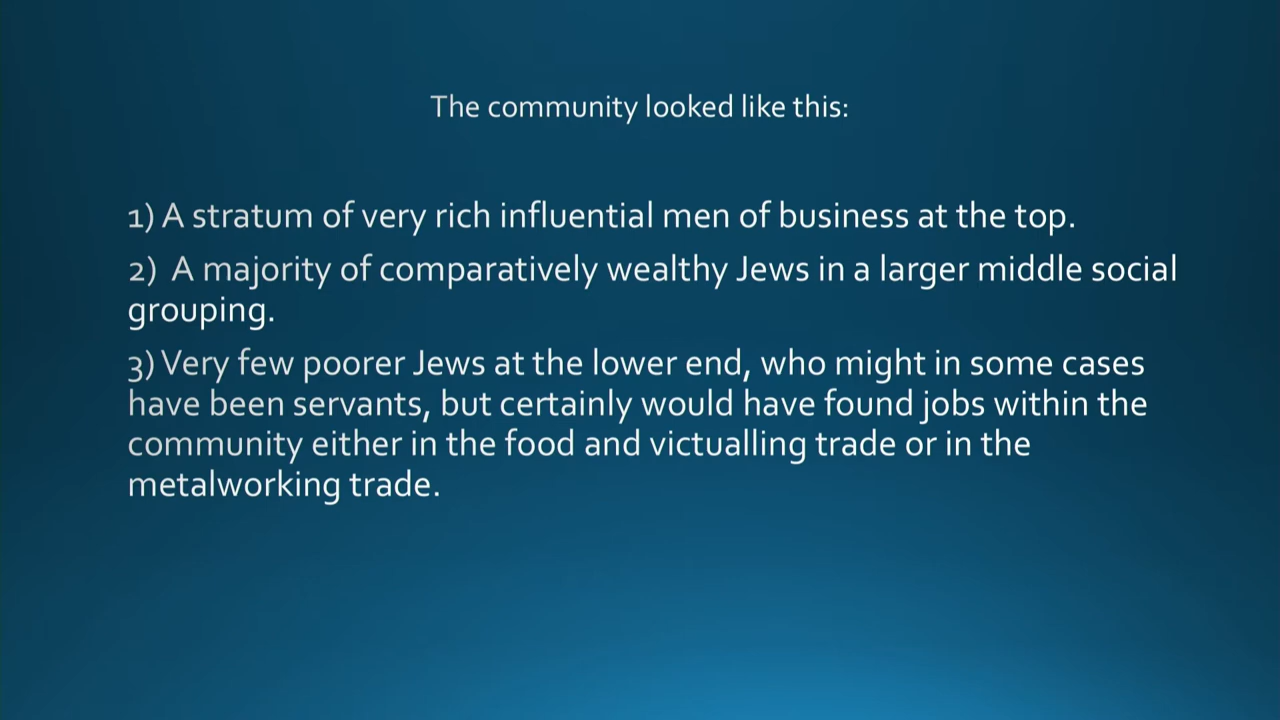 The community looked like this:
1) A stratum of very rich influential men of business at the top.
2) A majority of comparatively wealthy Jews in a larger middle social
grouping.
3) Very few poorer Jews at the lower end, who might in some cases
have been servants, but certainly would have found jobs within the
community either in the food and victualling trade or in the
metalworking trade.